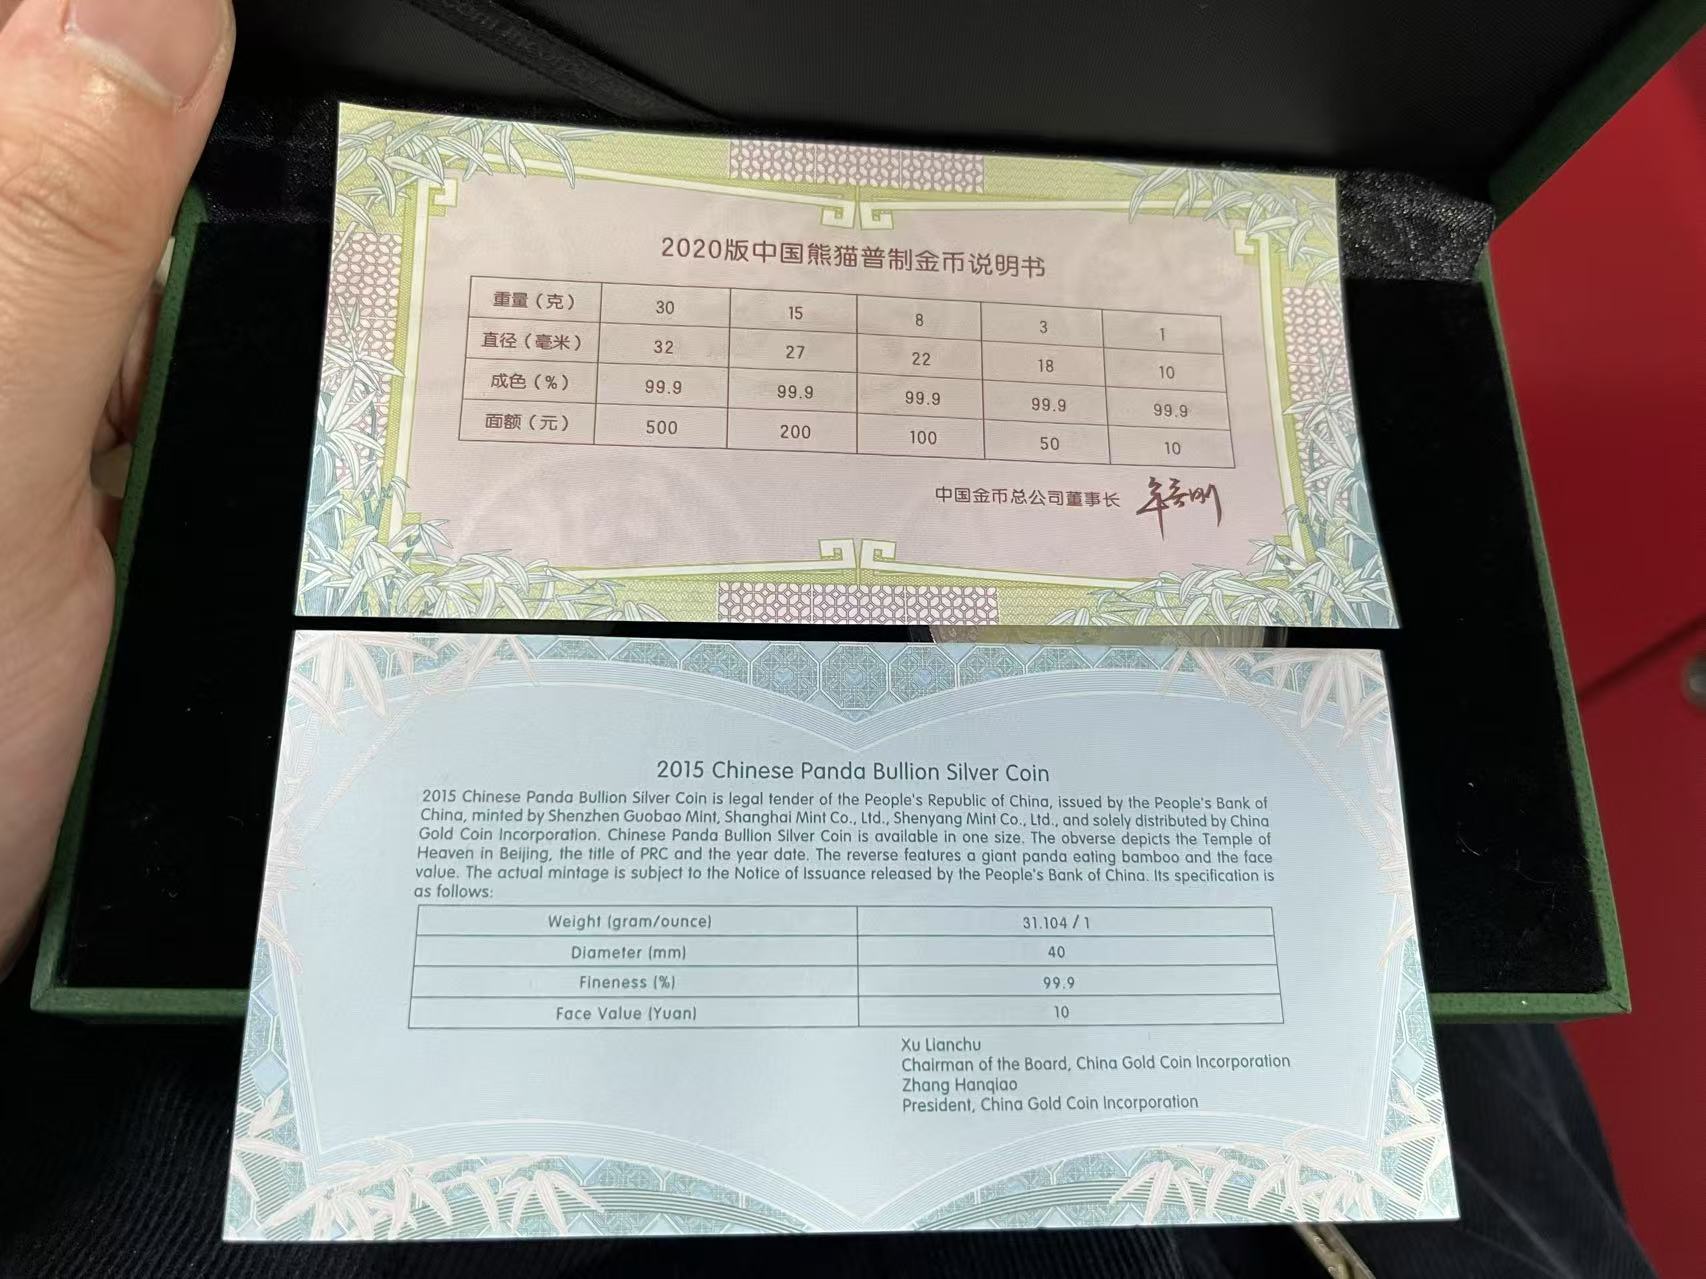 2020版中国熊猫普制金币说明书
重量（克） 30 15 8 3 1
直径（毫米） 32 27 22 18 10
成色（%） 99.9 99.9 99.9 99.9 99.9
面额（元） 500 200 100 50 10
中国金币总公司董事长
2015 Chinese Panda Bullion Silver Coin
2015 Chinese Panda Bullion Silver Coin is legal tender of the People's Republic of China, issued by the People's Bank of
China, minted by Shenzhen Guobao Mint, Shanghai Mint Co., Ltd., Shenyang Mint Co., Ltd., and solely distributed by China
Gold Coin Incorporation. Chinese Panda Bullion Silver Coin is available in one size. The obverse depicts the Temple of
Heaven in Beijing, the title of PRC and the year date. The reverse features a giant panda eating bamboo and the face
value. The actual mintage is subject to the Notice of Issuance released by the People's Bank of China. Its specification is
as follows:
Weight (gram/ounce) 31.104 / 1
Diameter (mm) 40
Fineness (%) 99.9
Face Value (Yuan) 10
Xu Lianchu
Chairman of the Board, China Gold Coin Incorporation
Zhang Hanqiao
President, China Gold Coin Incorporation